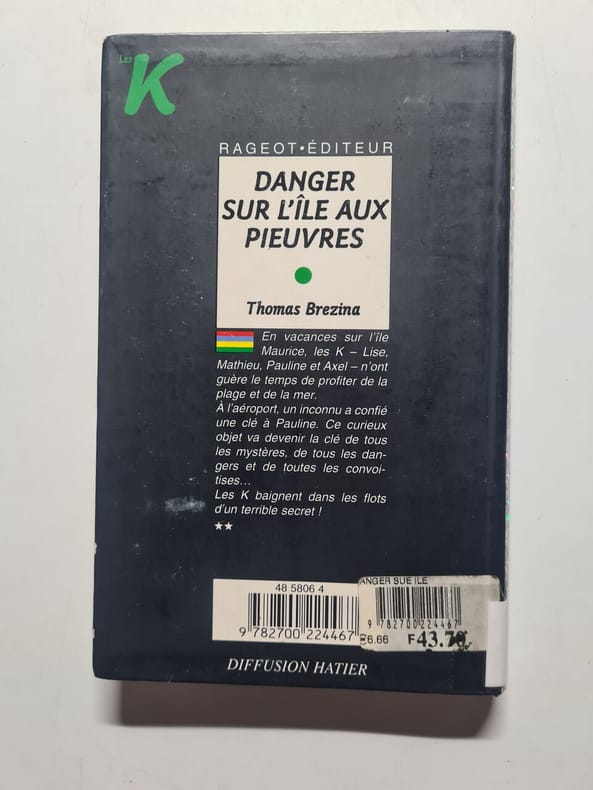 Les K
RAGEOT•ÉDITEUR
DANGER
SUR L'ÎLE AUX
PIEUVRES
Thomas Brezina
En vacances sur l'île
Maurice, les K – Lise,
Mathieu, Pauline et Axel – n'ont
guère le temps de profiter de la
plage et de la mer.
À l'aéroport, un inconnu a confié
une clé à Pauline. Ce curieux
objet va devenir la clé de tous
les mystères, de tous les dan-
gers et de toutes les convoi-
tises...
Les K baignent dans les flots
d'un terrible secret !
★★
48 5806 4
9 782700 224467
ANGER SUE ILE
9 782700 224467
€6.66 F43.70
DIFFUSION HATIER